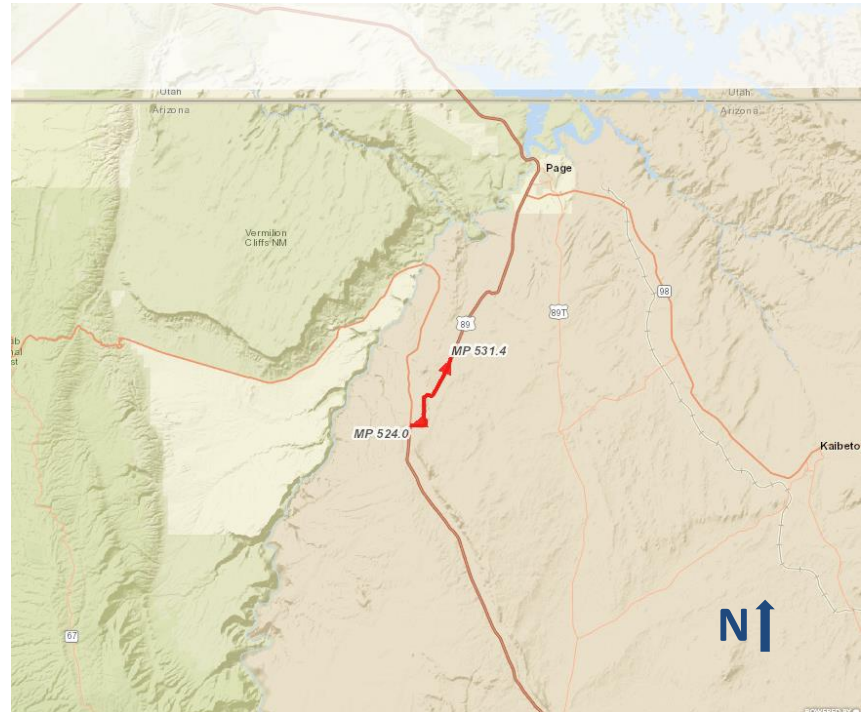 Utah
Arizona
Utah
Arizona
Page
Vermilion
Cliffs NM
98
89T
89
MP 531.4
MP 524.0
Kaibeto
67
N